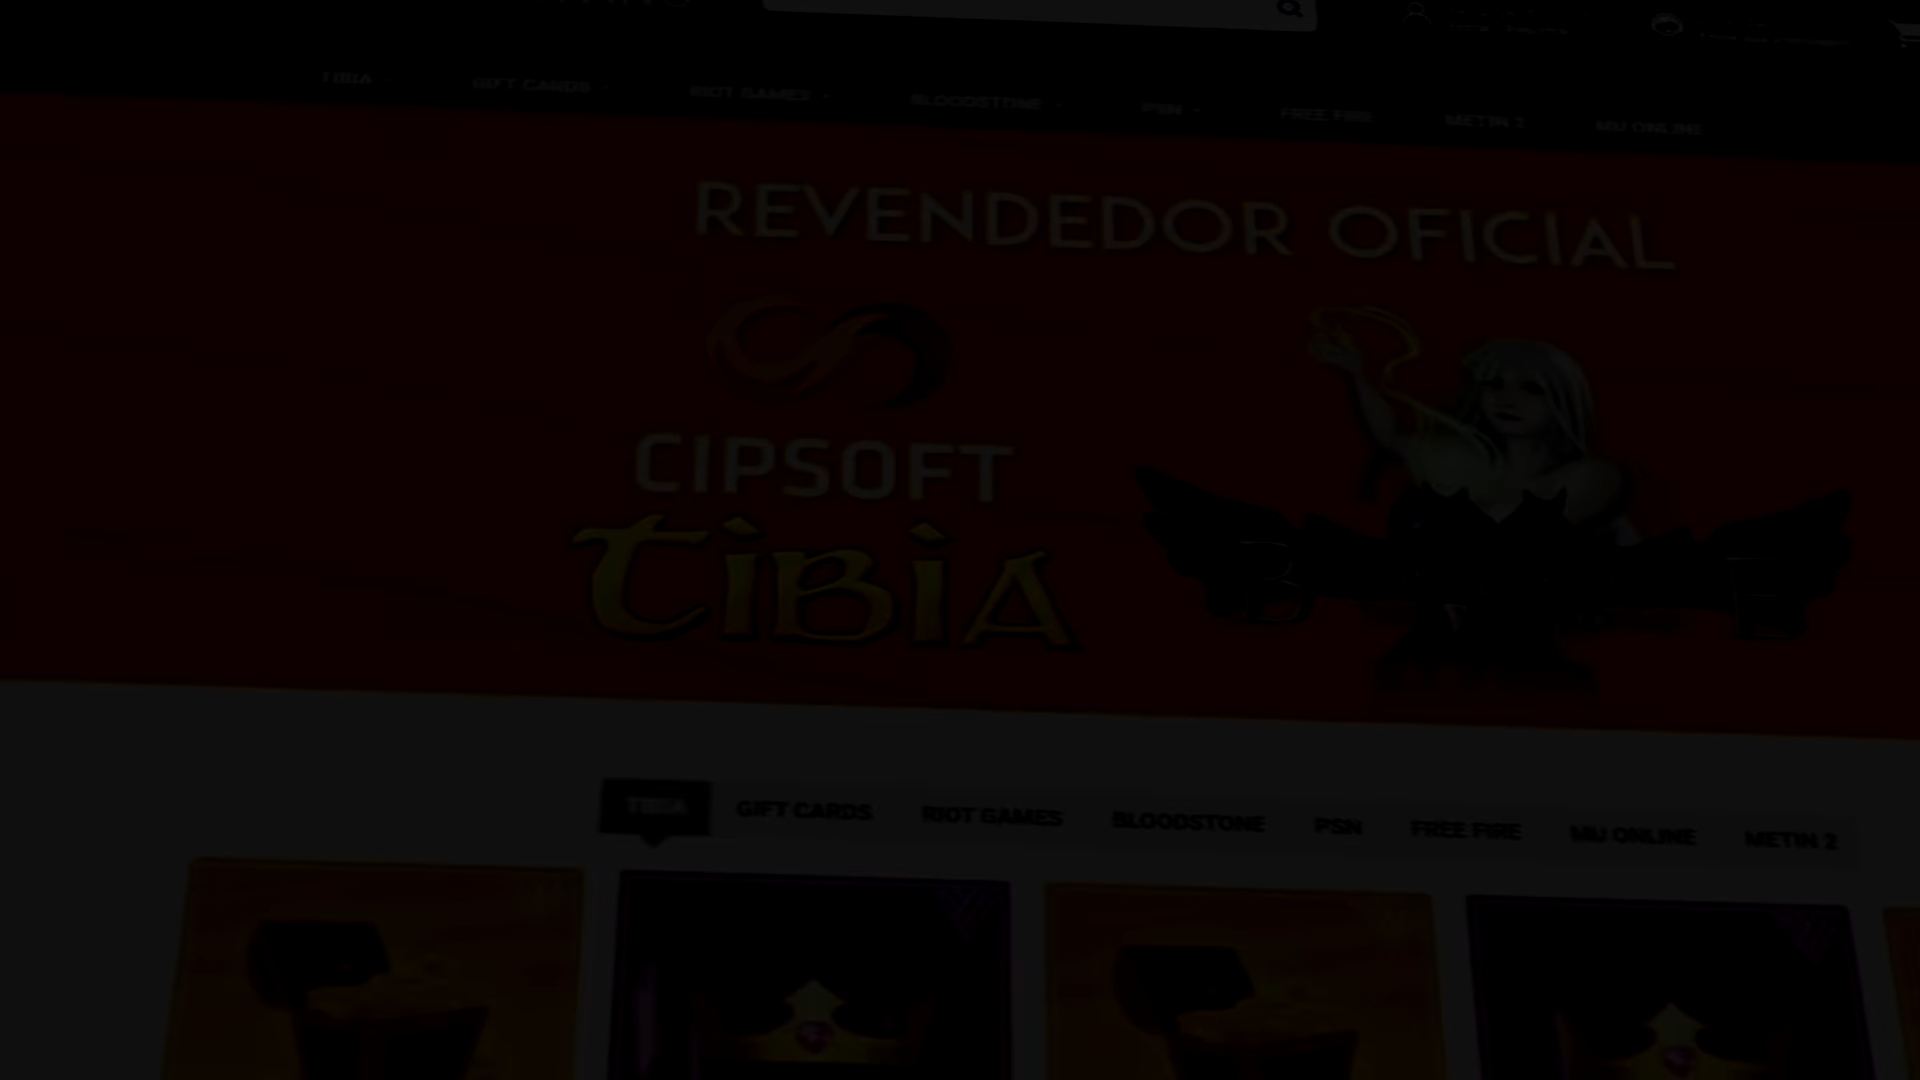 TIBIA
GIFT CARDS
RIOT GAMES
BLOODSTONE
PSN
FREE FIRE
METIN 2
MU ONLINE
REVENDEDOR OFICIAL
CIPSOFT
TIBIA
TIBIA
GIFT CARDS
RIOT GAMES
BLOODSTONE
PSN
FREE FIRE
MU ONLINE
METIN 2